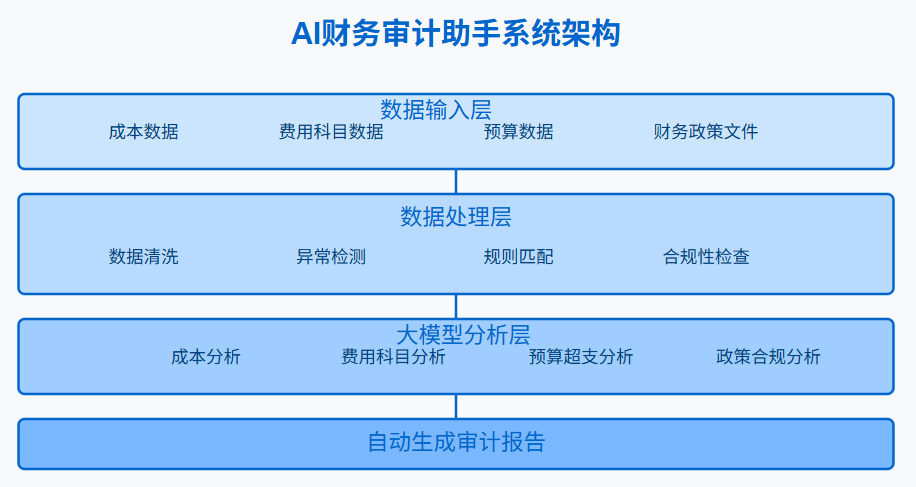 AI财务审计助手系统架构
数据输入层
成本数据 费用科目数据 预算数据 财务政策文件
数据处理层
数据清洗 异常检测 规则匹配 合规性检查
大模型分析层
成本分析 费用科目分析 预算超支分析 政策合规分析
自动生成审计报告